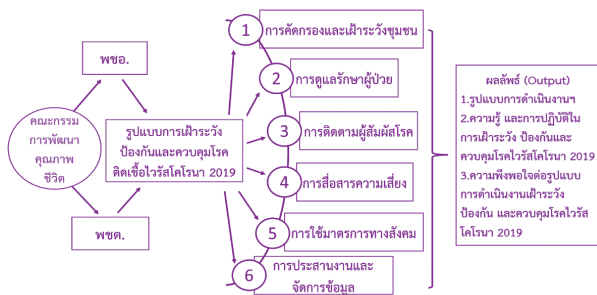 คณะกรรม
การพัฒนา
คุณภาพ
ชีวิต
พชอ.
พชต.
รูปแบบการเฝ้าระวัง
ป้องกันและควบคุมโรค
ติดเชื้อไวรัสโคโรนา 2019
1
การคัดกรองและเฝ้าระวังชุมชน
2
การดูแลรักษาผู้ป่วย
3
การติดตามผู้สัมผัสโรค
4
การสื่อสารความเสี่ยง
5
การใช้มาตรการทางสังคม
6
การประสานงานและ
จัดการข้อมูล
ผลลัพธ์ (Output)
1.รูปแบบการดำเนินงานฯ
2.ความรู้ และการปฏิบัติใน
การเฝ้าระวัง ป้องกันและ
ควบคุมโรคไวรัสโคโรนา 2019
3.ความพึงพอใจต่อรูปแบบ
การดำเนินงานเฝ้าระวัง
ป้องกัน และควบคุมโรคไวรัส
โคโรนา 2019